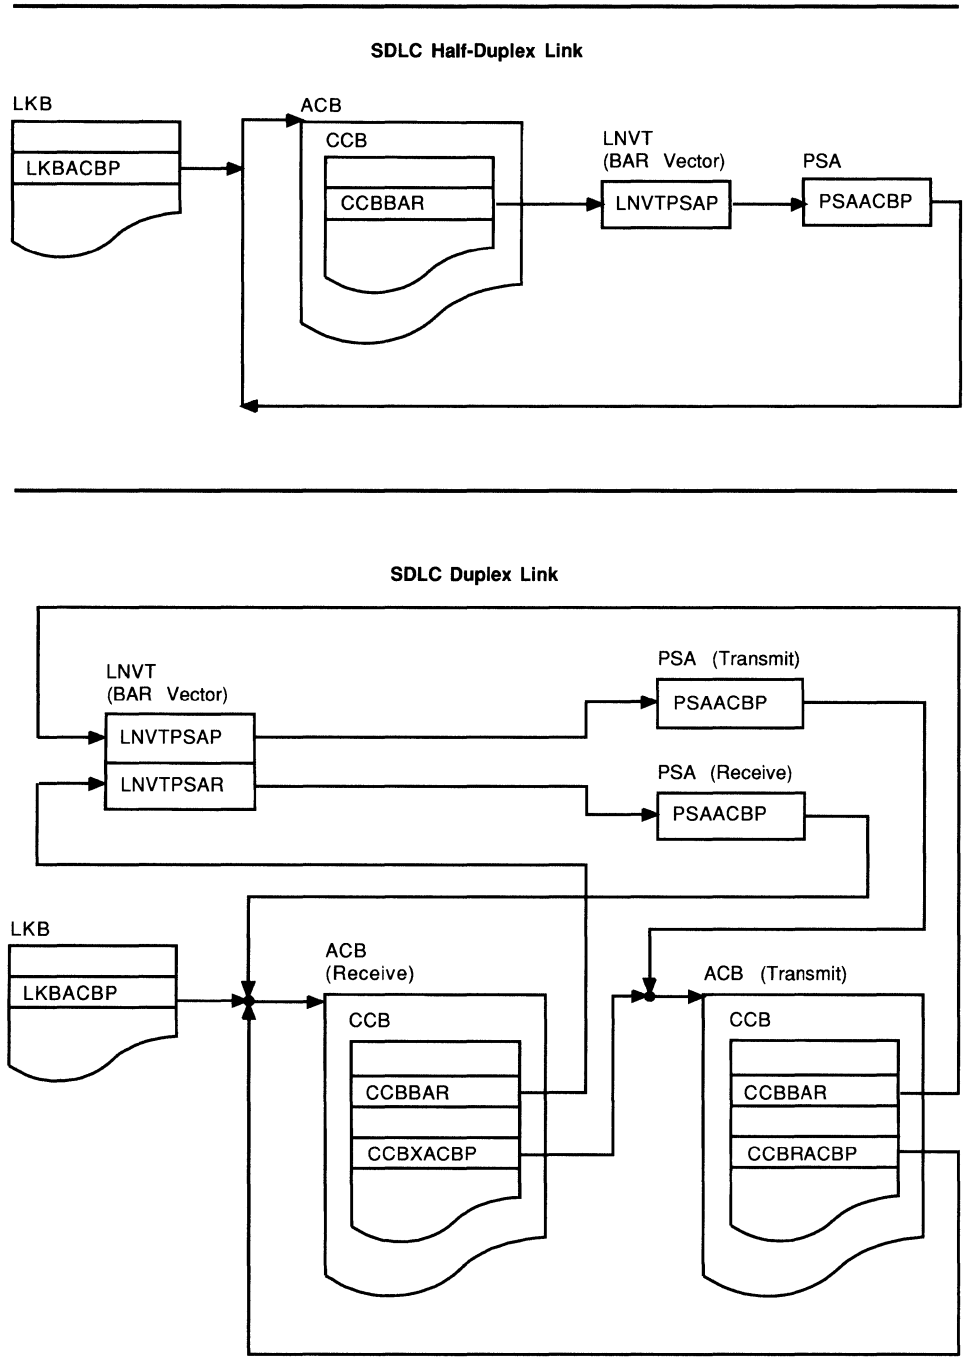 SDLC Half-Duplex Link
LKB
LKBACBP
ACB
CCB
CCBBAR
LNVT
(BAR Vector)
LNVTPSAP
PSA
PSAACBP
SDLC Duplex Link
LNVT
(BAR Vector)
LNVTPSAP
LNVTPSAR
PSA (Transmit)
PSAACBP
PSA (Receive)
PSAACBP
LKB
LKBACBP
ACB
(Receive)
CCB
CCBBAR
CCBXACBP
ACB (Transmit)
CCB
CCBBAR
CCBRACBP